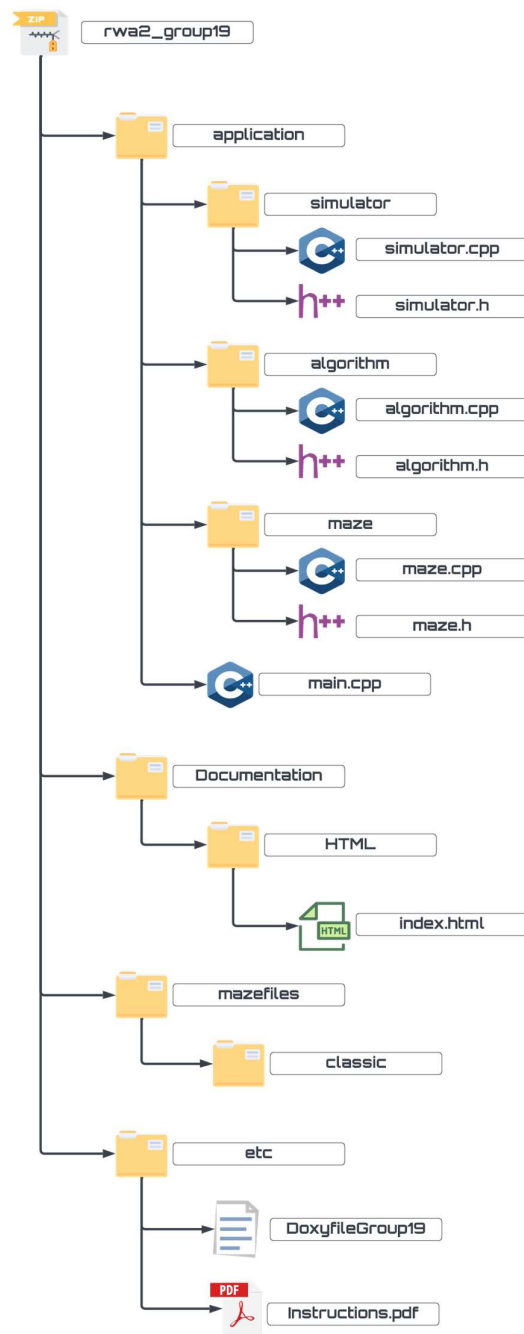 ZIP
rwa2_group19
application
simulator
C++
simulator.cpp
h++
simulator.h
algorithm
C++
algorithm.cpp
h++
algorithm.h
maze
C++
maze.cpp
h++
maze.h
C++
main.cpp
Documentation
HTML
HTML
index.html
mazefiles
classic
etc
DoxyfileGroup19
PDF
Instructions.pdf